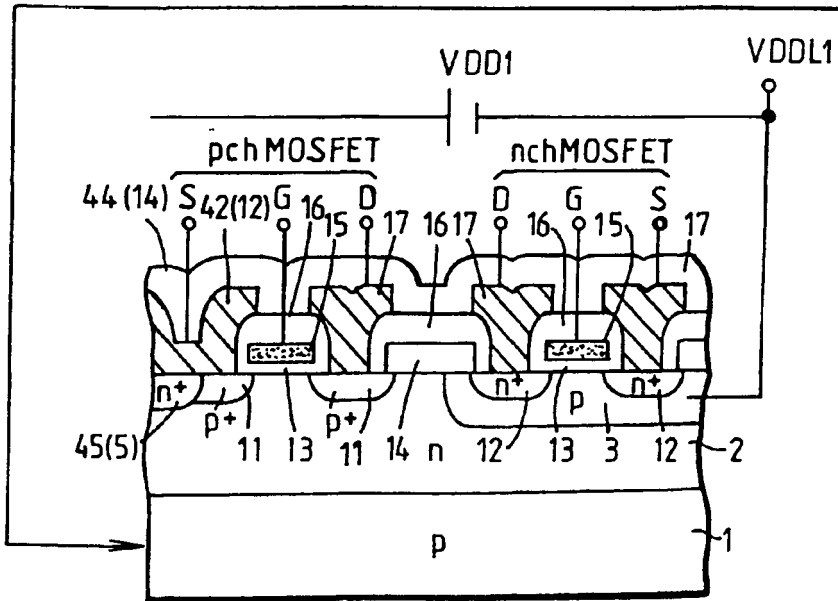 VDD1
VDDL1
pchMOSFET
nchMOSFET
44(14) S 42(12) G 16 15 D 17 16 17 D G 16 15 S 17
n+ p+ p+ n+ p n+
45(5) 11 13 11 14 n 12 13 3 12 2
p 1